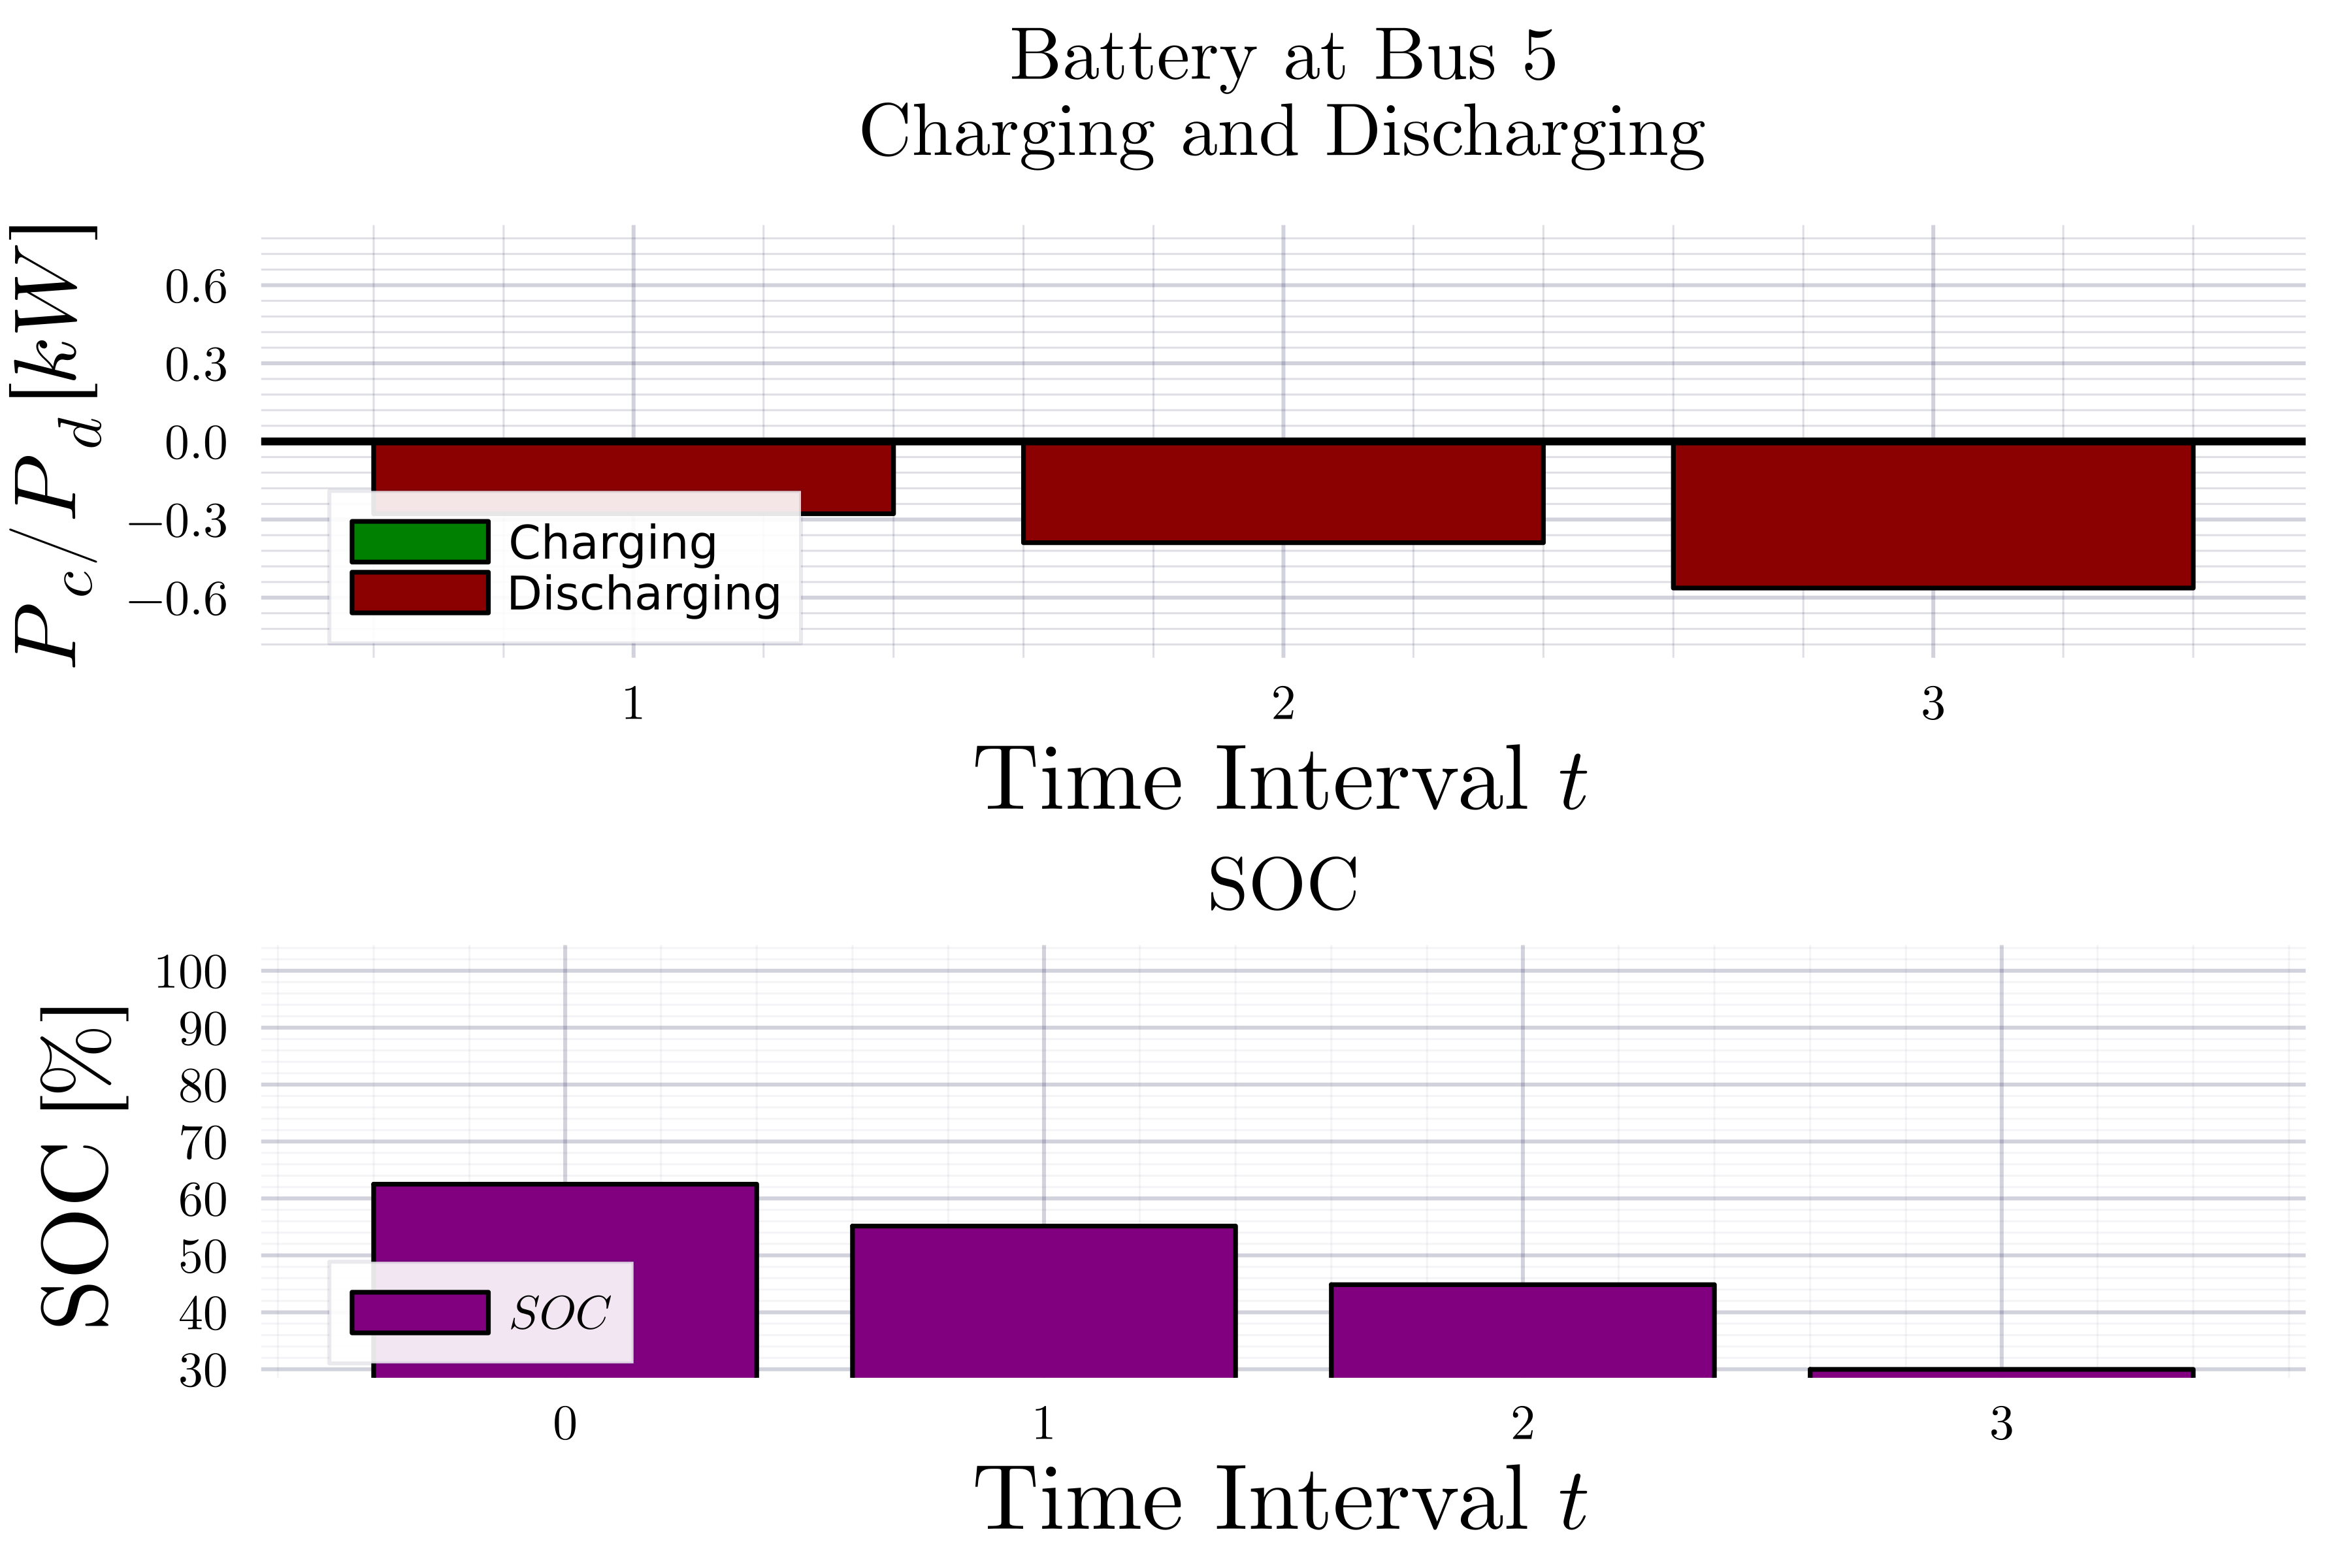 Battery at Bus 5
Charging and Discharging
P_c/P_d [kW]
0.6
0.3
0.0
−0.3
−0.6
Charging
Discharging
1 2 3
Time Interval t
SOC
SOC [%]
100
90
80
70
60
50
40
30
SOC
0 1 2 3
Time Interval t